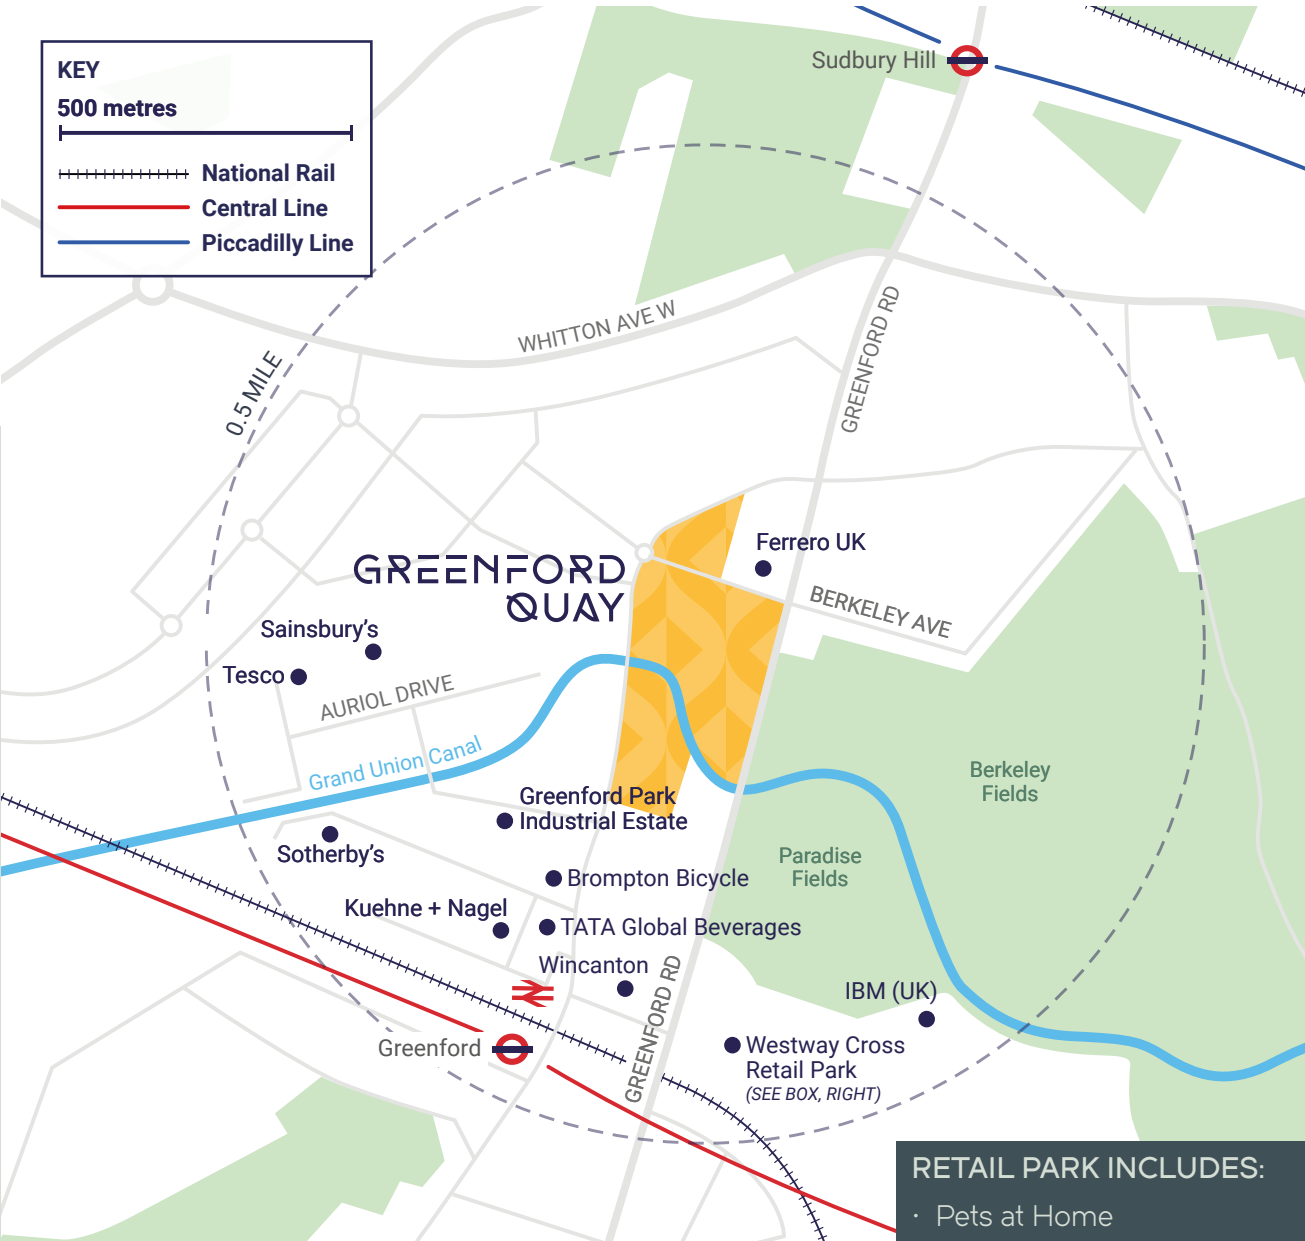 KEY
500 metres
National Rail
Central Line
Piccadilly Line
Sudbury Hill
WHITTON AVE W
GREENFORD RD
0.5 MILE
Ferrero UK
GREENFORD
QUAY
BERKELEY AVE
Sainsbury's
Tesco
AURIOL DRIVE
Grand Union Canal
Berkeley
Fields
Greenford Park
Industrial Estate
Sotherby's
Paradise
Fields
Brompton Bicycle
Kuehne + Nagel
TATA Global Beverages
Wincanton
IBM (UK)
GREENFORD RD
Greenford
Westway Cross
Retail Park
(SEE BOX, RIGHT)
RETAIL PARK INCLUDES:
· Pets at Home